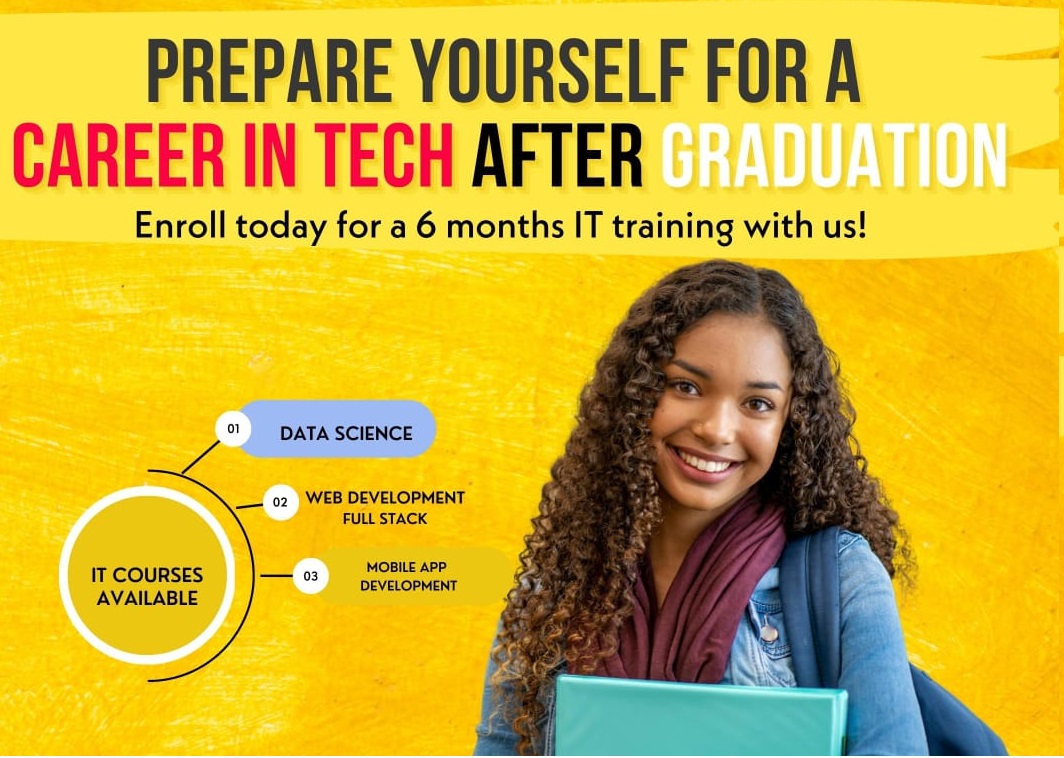 PREPARE YOURSELF FOR A
CAREER IN TECH AFTER GRADUATION
Enroll today for a 6 months IT training with us!
01
DATA SCIENCE
02
WEB DEVELOPMENT
FULL STACK
03
MOBILE APP
DEVELOPMENT
IT COURSES
AVAILABLE